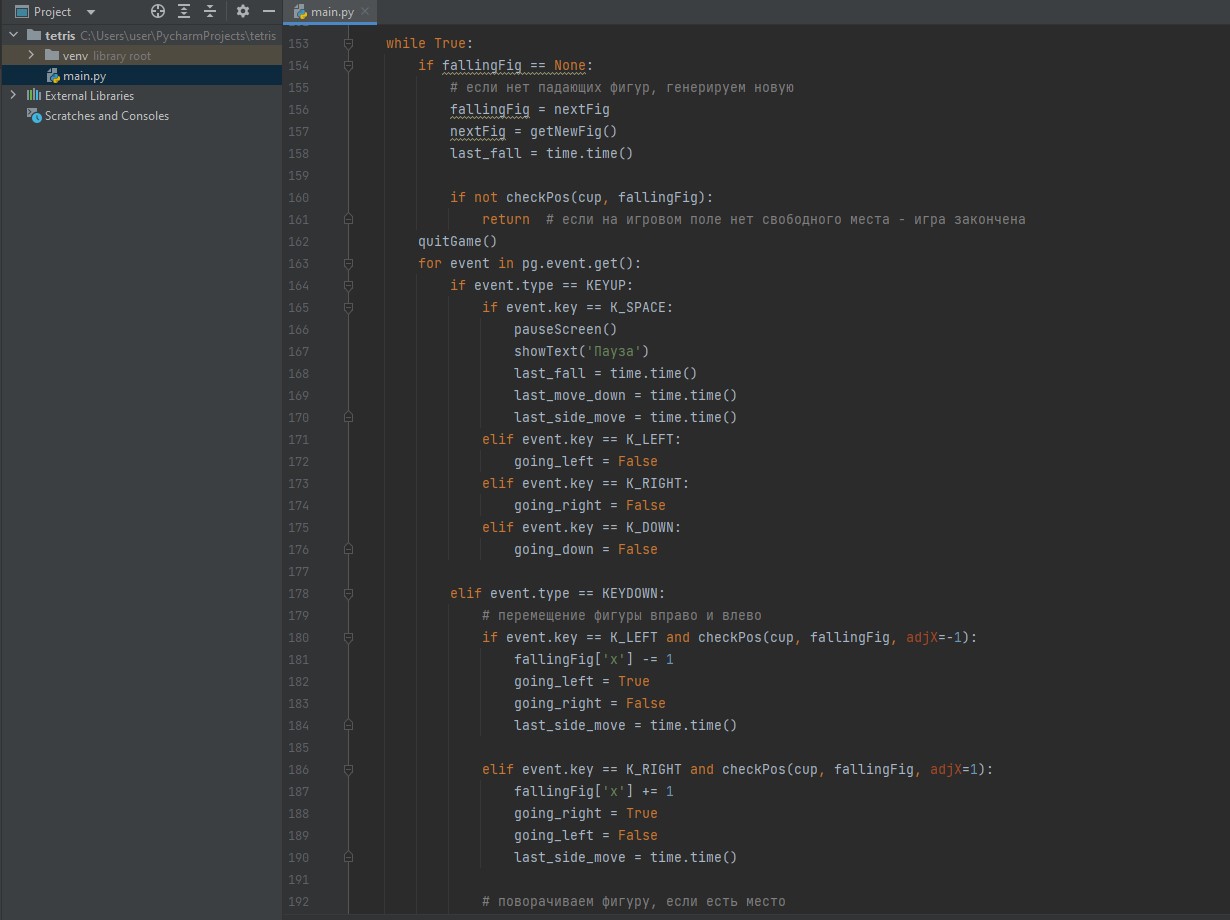 Project
main.py
tetris C:\Users\user\PycharmProjects\tetris
venv library root
main.py
External Libraries
Scratches and Consoles
153 while True:
154 if fallingFig == None:
155 # если нет падающих фигур, генерируем новую
156 fallingFig = nextFig
157 nextFig = getNewFig()
158 last_fall = time.time()
159
160 if not checkPos(cup, fallingFig):
161 return # если на игровом поле нет свободного места - игра закончена
162 quitGame()
163 for event in pg.event.get():
164 if event.type == KEYUP:
165 if event.key == K_SPACE:
166 pauseScreen()
167 showText('Пауза')
168 last_fall = time.time()
169 last_move_down = time.time()
170 last_side_move = time.time()
171 elif event.key == K_LEFT:
172 going_left = False
173 elif event.key == K_RIGHT:
174 going_right = False
175 elif event.key == K_DOWN:
176 going_down = False
177
178 elif event.type == KEYDOWN:
179 # перемещение фигуры вправо и влево
180 if event.key == K_LEFT and checkPos(cup, fallingFig, adjX=-1):
181 fallingFig['x'] -= 1
182 going_left = True
183 going_right = False
184 last_side_move = time.time()
185
186 elif event.key == K_RIGHT and checkPos(cup, fallingFig, adjX=1):
187 fallingFig['x'] += 1
188 going_right = True
189 going_left = False
190 last_side_move = time.time()
191
192 # поворачиваем фигуру, если есть место